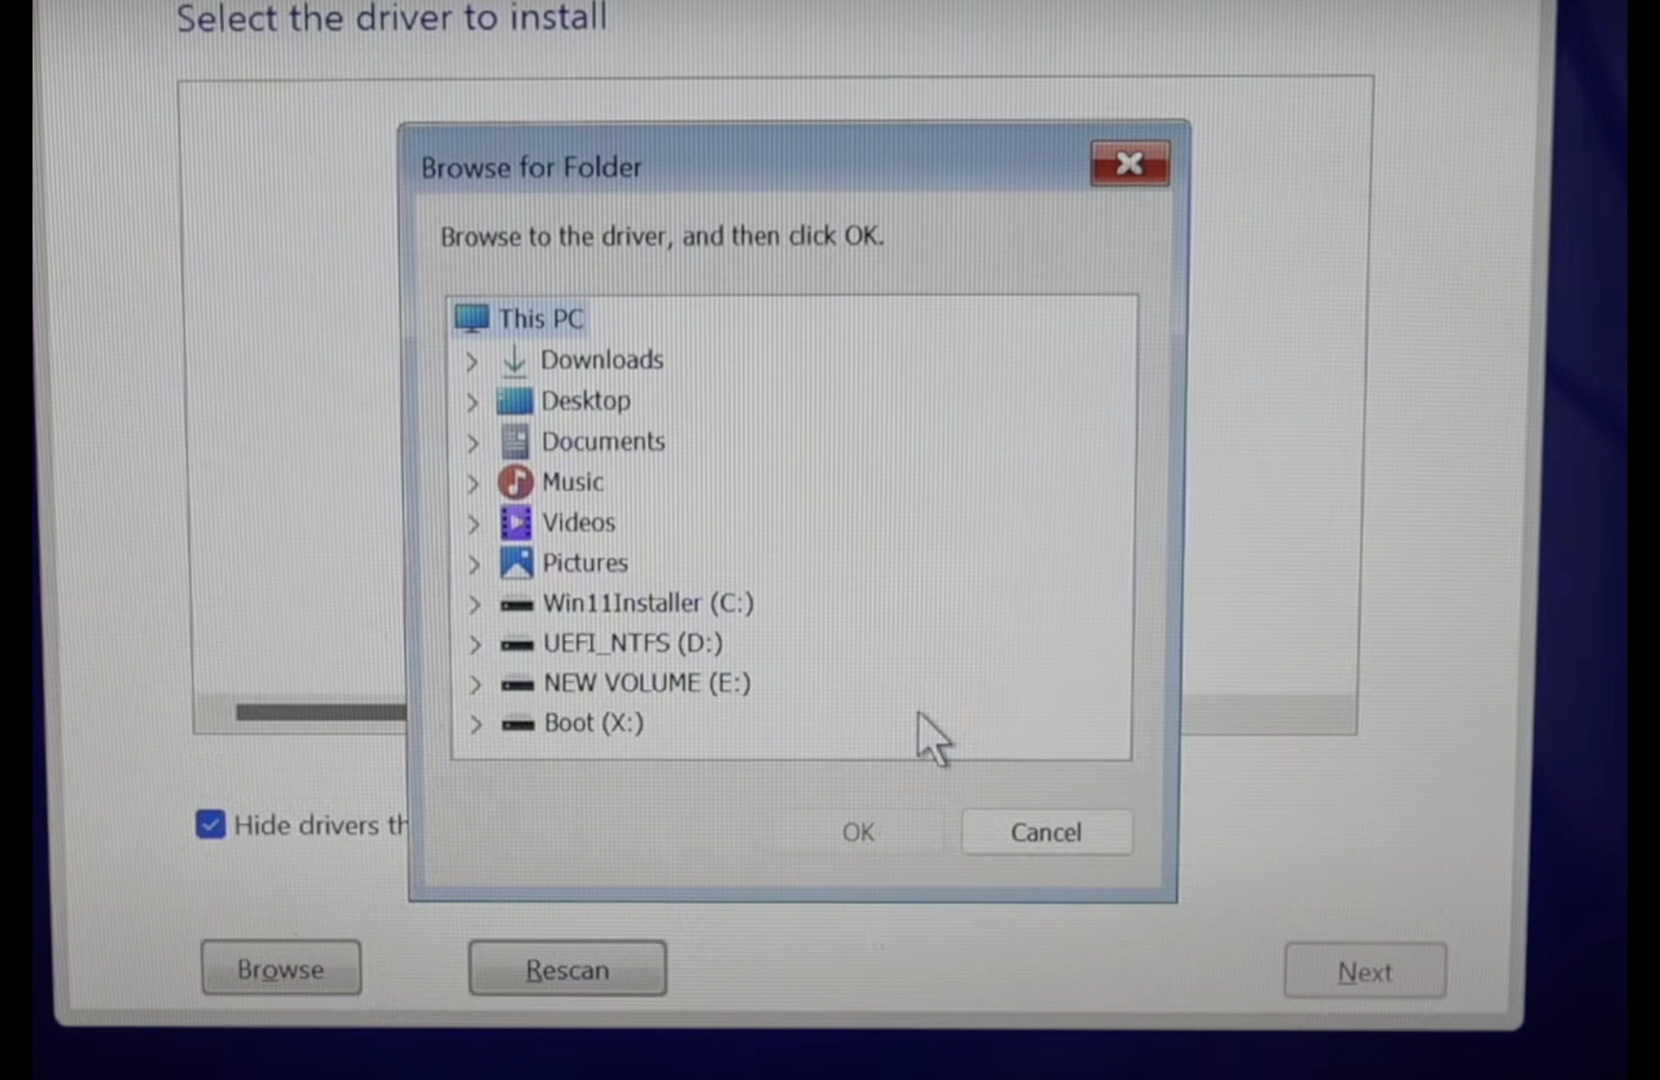 Select the driver to install
Browse for Folder
Browse to the driver, and then click OK.
This PC
Downloads
Desktop
Documents
Music
Videos
Pictures
Win11Installer (C:)
UEFI_NTFS (D:)
NEW VOLUME (E:)
Boot (X:)
OK
Cancel
Hide drivers th
Browse
Rescan
Next